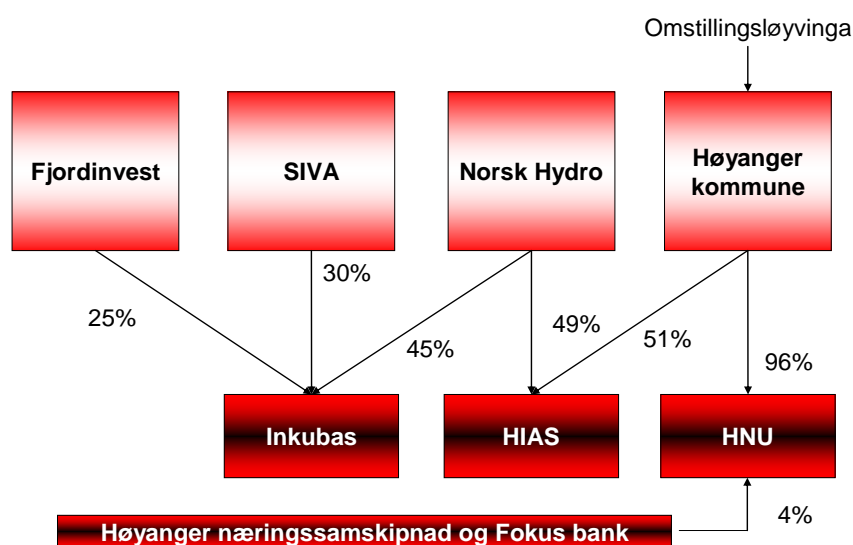 Omstillingsløyvinga
Fjordinvest
SIVA
Norsk Hydro
Høyanger
kommune
30%
25%
45%
49%
51%
96%
Inkubas
HIAS
HNU
4%
Høyanger næringssamskipnad og Fokus bank